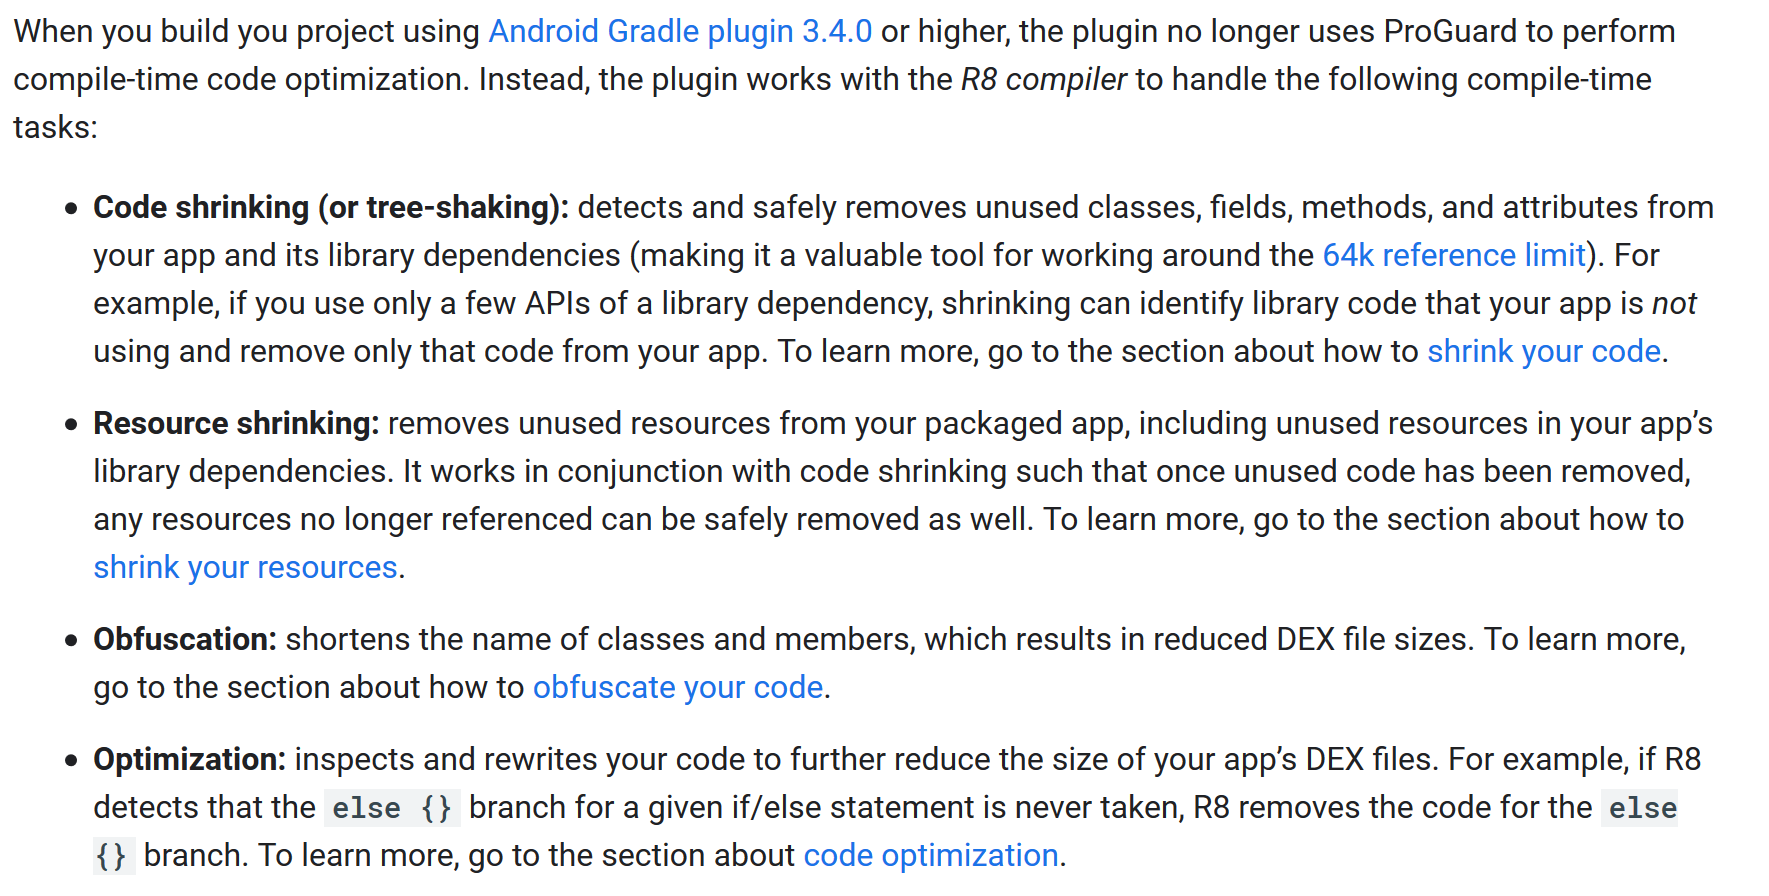 When you build you project using Android Gradle plugin 3.4.0 or higher, the plugin no longer uses ProGuard to perform
compile-time code optimization. Instead, the plugin works with the R8 compiler to handle the following compile-time
tasks:
• Code shrinking (or tree-shaking): detects and safely removes unused classes, fields, methods, and attributes from
your app and its library dependencies (making it a valuable tool for working around the 64k reference limit). For
example, if you use only a few APIs of a library dependency, shrinking can identify library code that your app is not
using and remove only that code from your app. To learn more, go to the section about how to shrink your code.
• Resource shrinking: removes unused resources from your packaged app, including unused resources in your app’s
library dependencies. It works in conjunction with code shrinking such that once unused code has been removed,
any resources no longer referenced can be safely removed as well. To learn more, go to the section about how to
shrink your resources.
• Obfuscation: shortens the name of classes and members, which results in reduced DEX file sizes. To learn more,
go to the section about how to obfuscate your code.
• Optimization: inspects and rewrites your code to further reduce the size of your app’s DEX files. For example, if R8
detects that the else {} branch for a given if/else statement is never taken, R8 removes the code for the else
{} branch. To learn more, go to the section about code optimization.